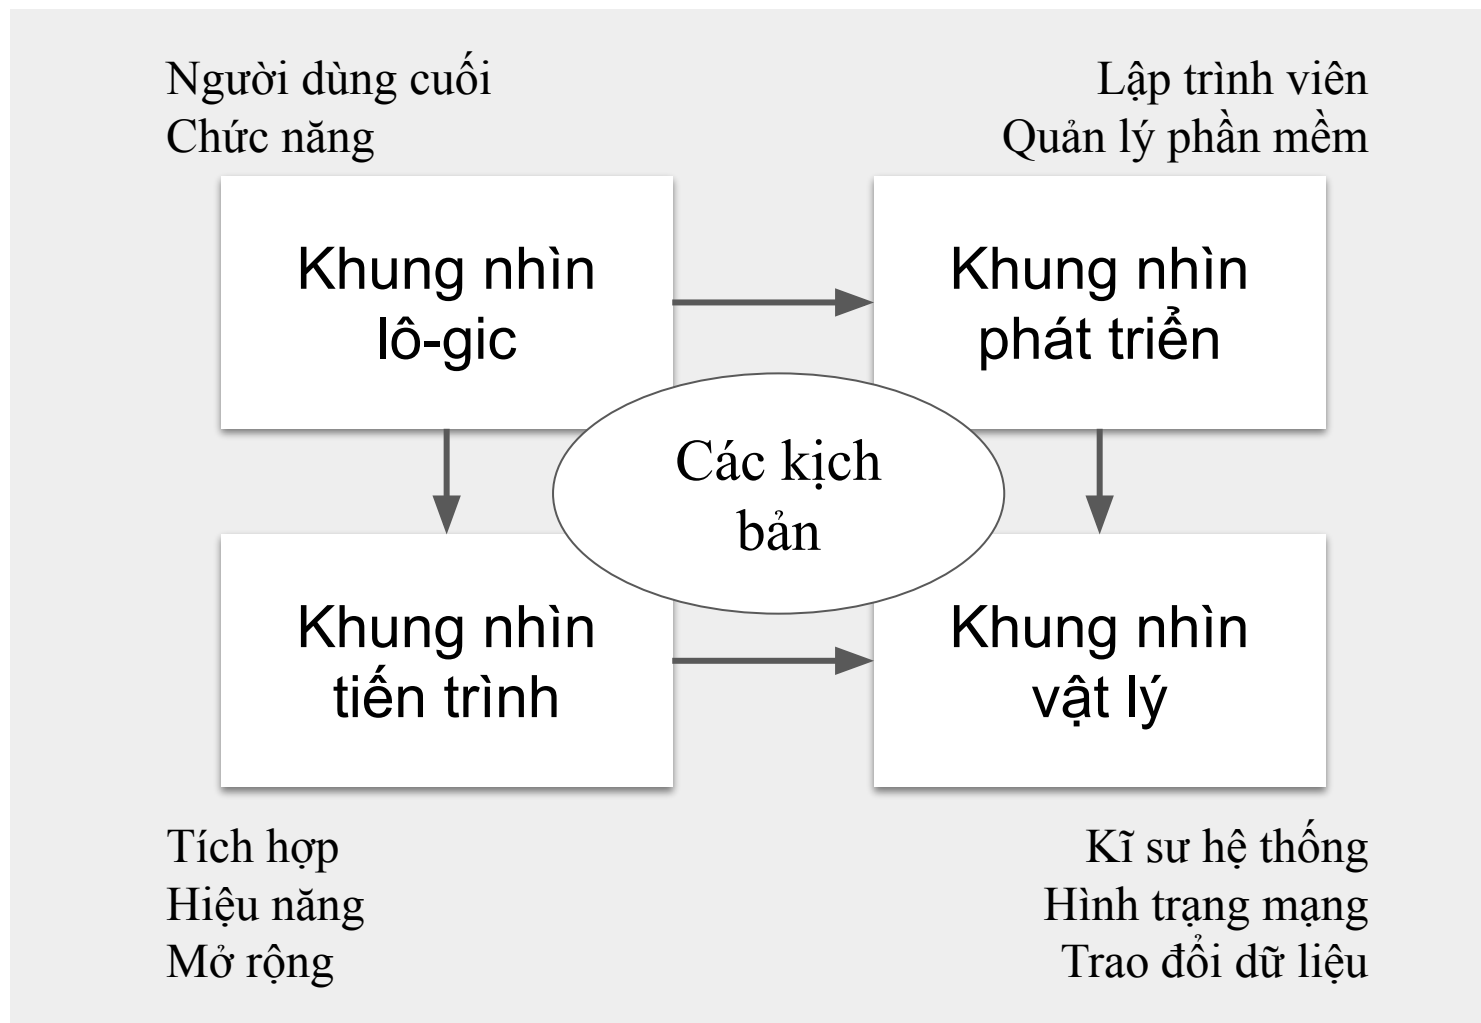 Người dùng cuối
Chức năng
Lập trình viên
Quản lý phần mềm
Khung nhìn
lô-gic
Khung nhìn
phát triển
Các kịch
bản
Khung nhìn
tiến trình
Khung nhìn
vật lý
Tích hợp
Hiệu năng
Mở rộng
Kĩ sư hệ thống
Hình trạng mạng
Trao đổi dữ liệu